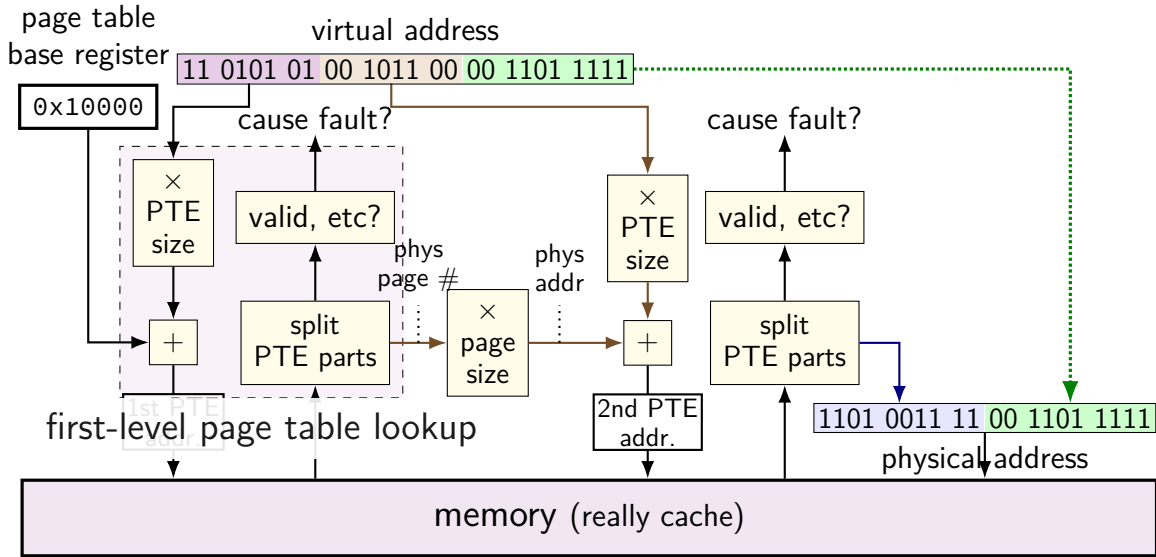 page table
base register
virtual address
11 0101 01 00 1011 00 00 1101 1111
0x10000
cause fault?
cause fault?
×
PTE
size
valid, etc?
×
PTE
size
valid, etc?
phys
page #
phys
addr
+
split
PTE parts
×
page
size
+
split
PTE parts
1st PTE
addr.
first-level page table lookup
2nd PTE
addr.
1101 0011 11 00 1101 1111
physical address
memory (really cache)